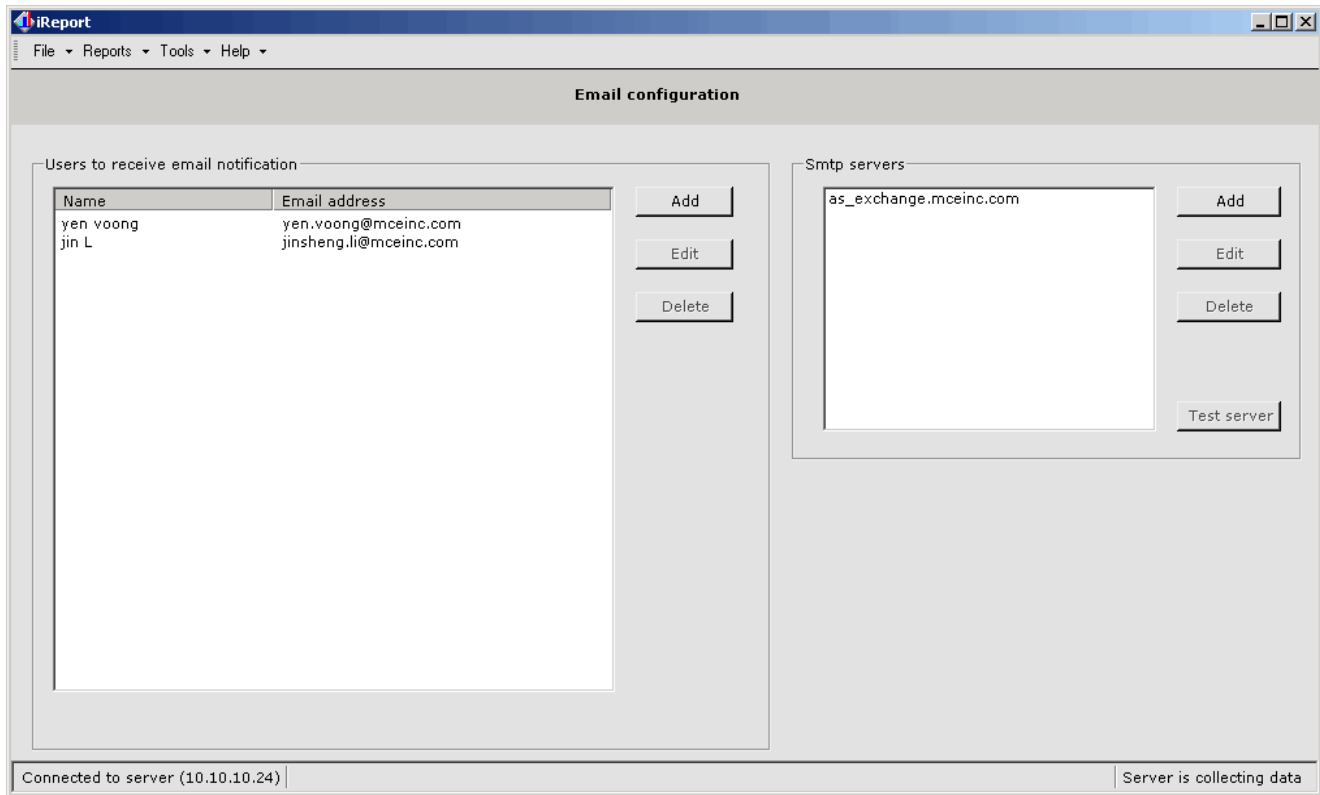 iReport
File Reports Tools Help
Email configuration
Users to receive email notification
Name Email address
yen voong yen.voong@mceinc.com
jin L jinsheng.li@mceinc.com
Add
Edit
Delete
Smtp servers
as_exchange.mceinc.com
Add
Edit
Delete
Test server
Connected to server (10.10.10.24)
Server is collecting data